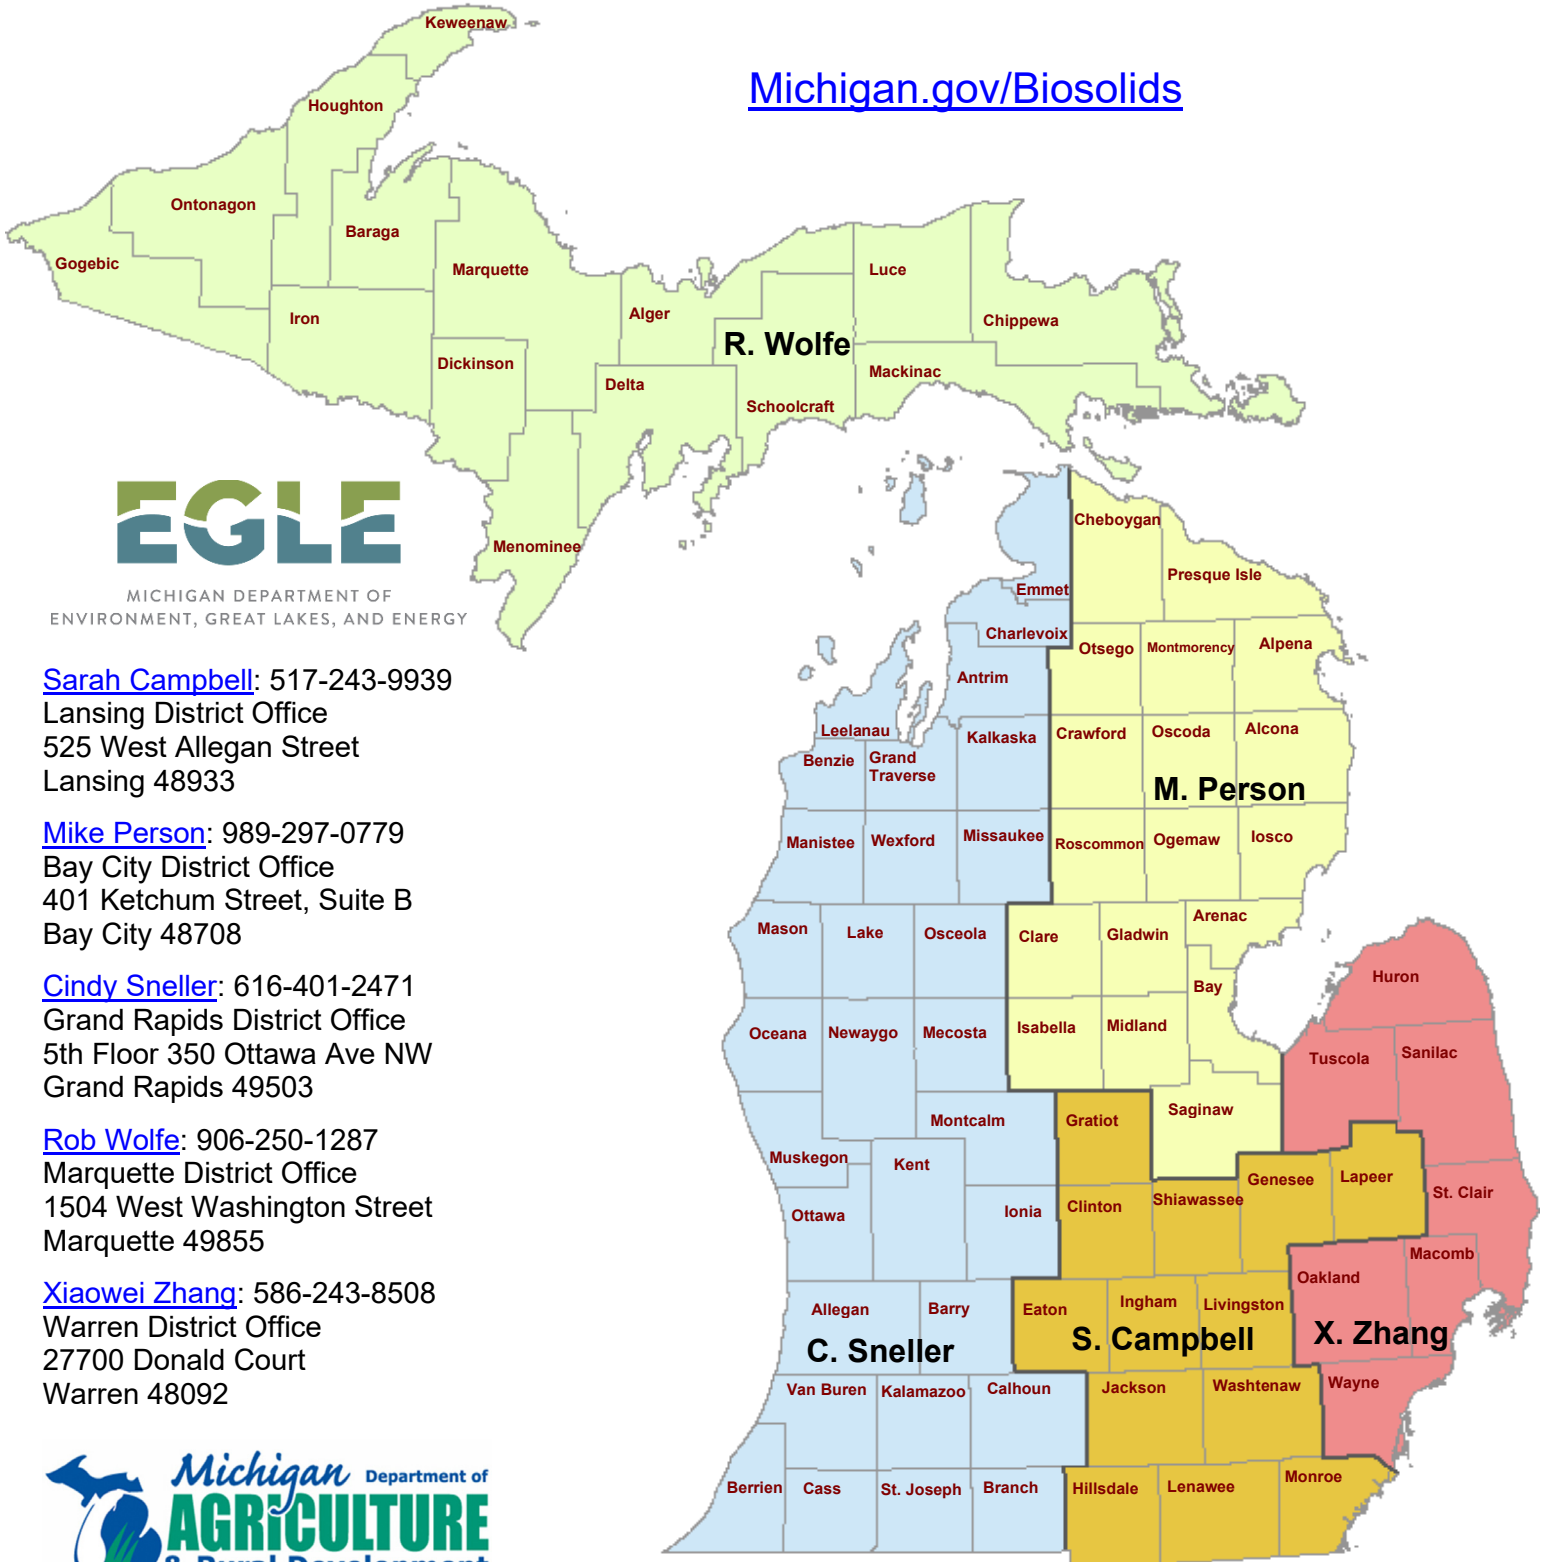 Michigan.gov/Biosolids
Keweenaw
Houghton
Ontonagon
Baraga
Gogebic
Marquette
Luce
Iron
Alger
Chippewa
R. Wolfe
Dickinson
Delta
Mackinac
Schoolcraft
Menominee
EGLE
MICHIGAN DEPARTMENT OF
ENVIRONMENT, GREAT LAKES, AND ENERGY
Sarah Campbell: 517-243-9939
Lansing District Office
525 West Allegan Street
Lansing 48933
Mike Person: 989-297-0779
Bay City District Office
401 Ketchum Street, Suite B
Bay City 48708
Cindy Sneller: 616-401-2471
Grand Rapids District Office
5th Floor 350 Ottawa Ave NW
Grand Rapids 49503
Rob Wolfe: 906-250-1287
Marquette District Office
1504 West Washington Street
Marquette 49855
Xiaowei Zhang: 586-243-8508
Warren District Office
27700 Donald Court
Warren 48092
Michigan Department of
AGRICULTURE
& Rural Development
Cheboygan
Presque Isle
Emmet
Charlevoix
Otsego
Montmorency
Alpena
Antrim
Leelanau
Kalkaska
Crawford
Oscoda
Alcona
Benzie
Grand
Traverse
M. Person
Manistee
Wexford
Missaukee
Roscommon
Ogemaw
Iosco
Mason
Lake
Osceola
Clare
Gladwin
Arenac
Huron
Bay
Oceana
Newaygo
Mecosta
Isabella
Midland
Tuscola
Sanilac
Montcalm
Gratiot
Saginaw
Muskegon
Kent
Genesee
Lapeer
St. Clair
Ottawa
Ionia
Clinton
Shiawassee
Macomb
Oakland
Allegan
Barry
Eaton
Ingham
Livingston
C. Sneller
S. Campbell
X. Zhang
Van Buren
Kalamazoo
Calhoun
Jackson
Washtenaw
Wayne
Berrien
Cass
St. Joseph
Branch
Hillsdale
Lenawee
Monroe